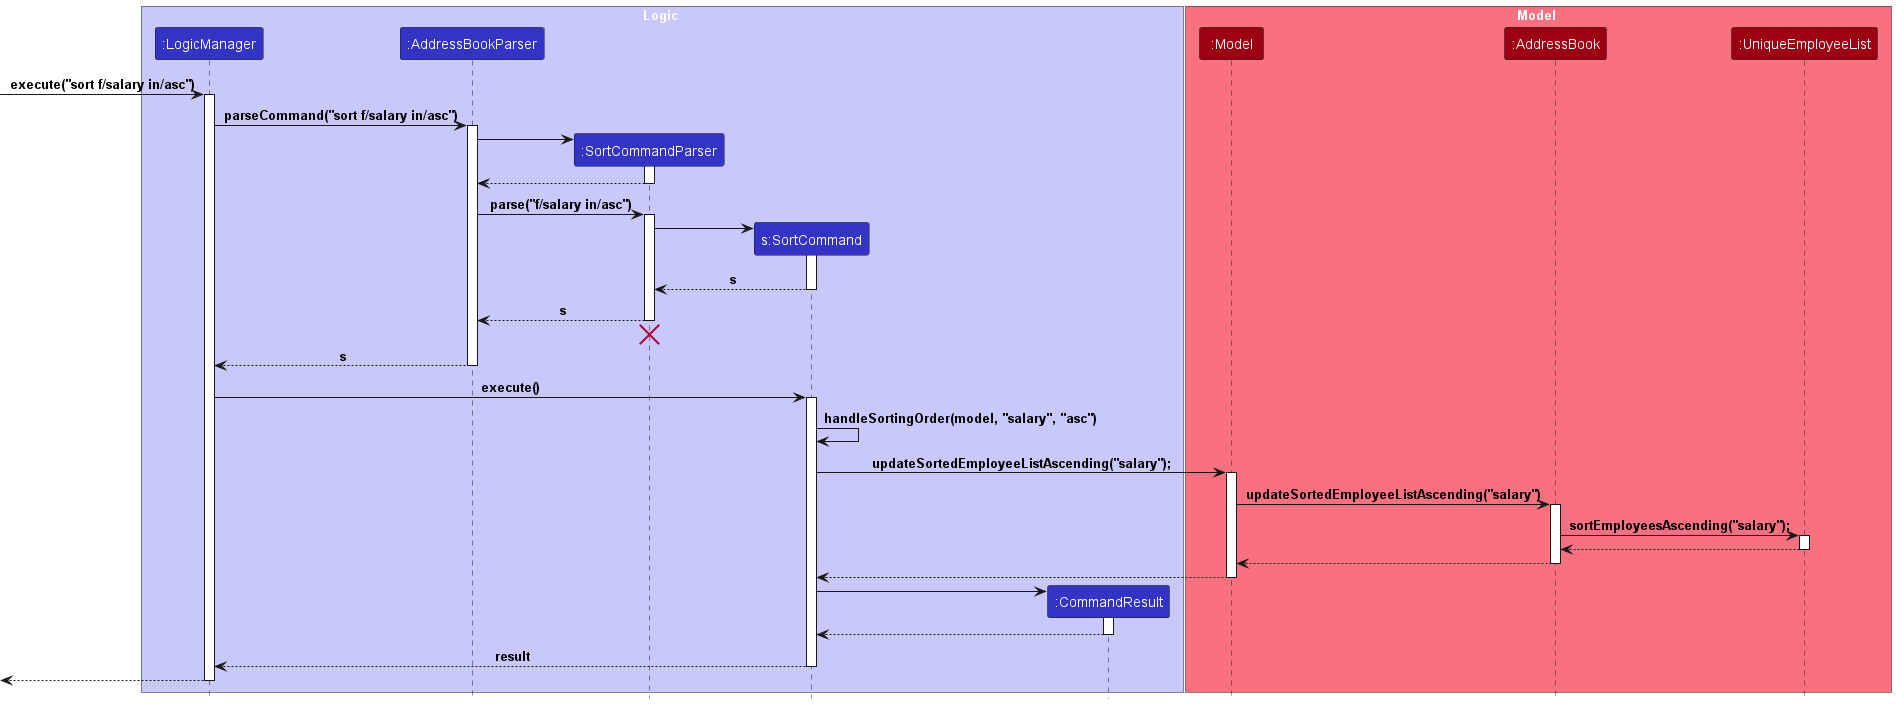 Logic
Model
:LogicManager
:AddressBookParser
:Model
:AddressBook
:UniqueEmployeeList
execute("sort f/salary in/asc")
parseCommand("sort f/salary in/asc")
:SortCommandParser
parse("f/salary in/asc")
s:SortCommand
s
s
s
execute()
handleSortingOrder(model, "salary", "asc")
updateSortedEmployeeListAscending("salary");
updateSortedEmployeeListAscending("salary")
sortEmployeesAscending("salary");
:CommandResult
result